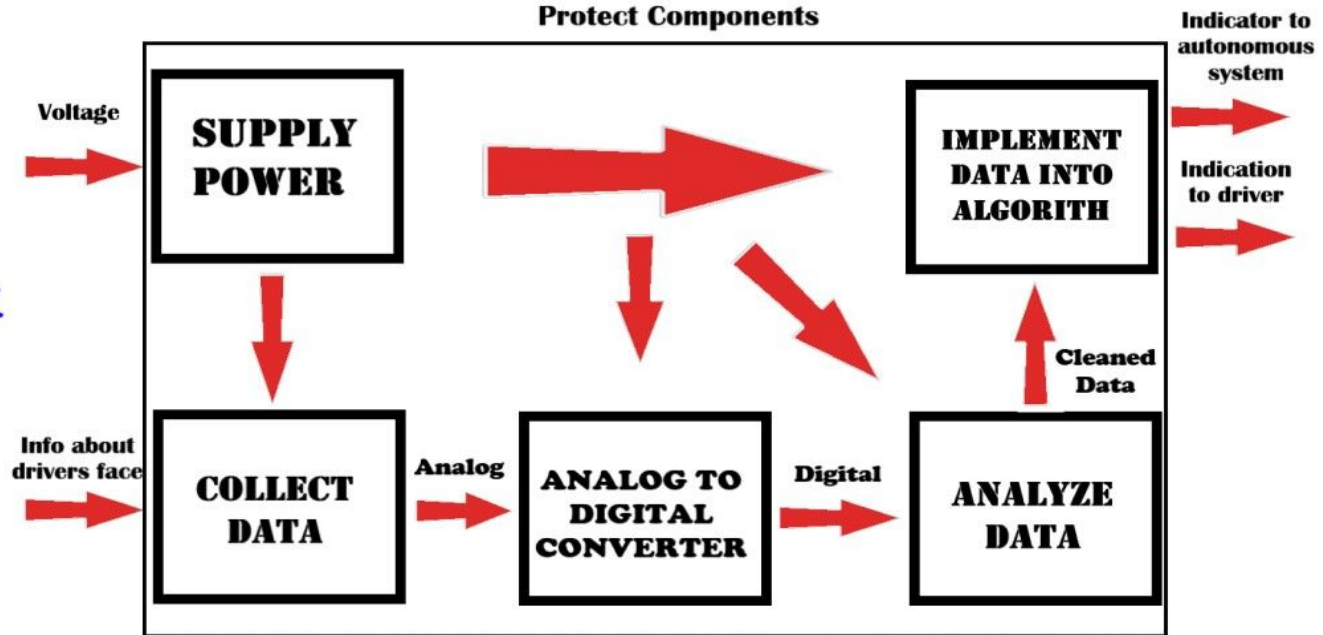 Protect Components
Indicator to
autonomous
system
Voltage
SUPPLY
POWER
IMPLEMENT
DATA INTO
ALGORITH
Indication
to driver
Cleaned
Data
Info about
drivers face
COLLECT
DATA
Analog
ANALOG TO
DIGITAL
CONVERTER
Digital
ANALYZE
DATA